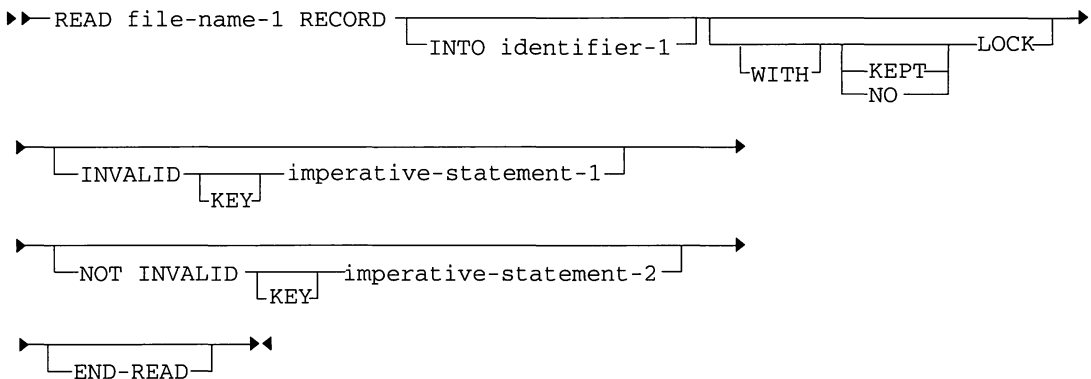 READ file-name-1 RECORD
INTO identifier-1
WITH
KEPT
NO
LOCK
INVALID
KEY
imperative-statement-1
NOT INVALID
KEY
imperative-statement-2
END-READ